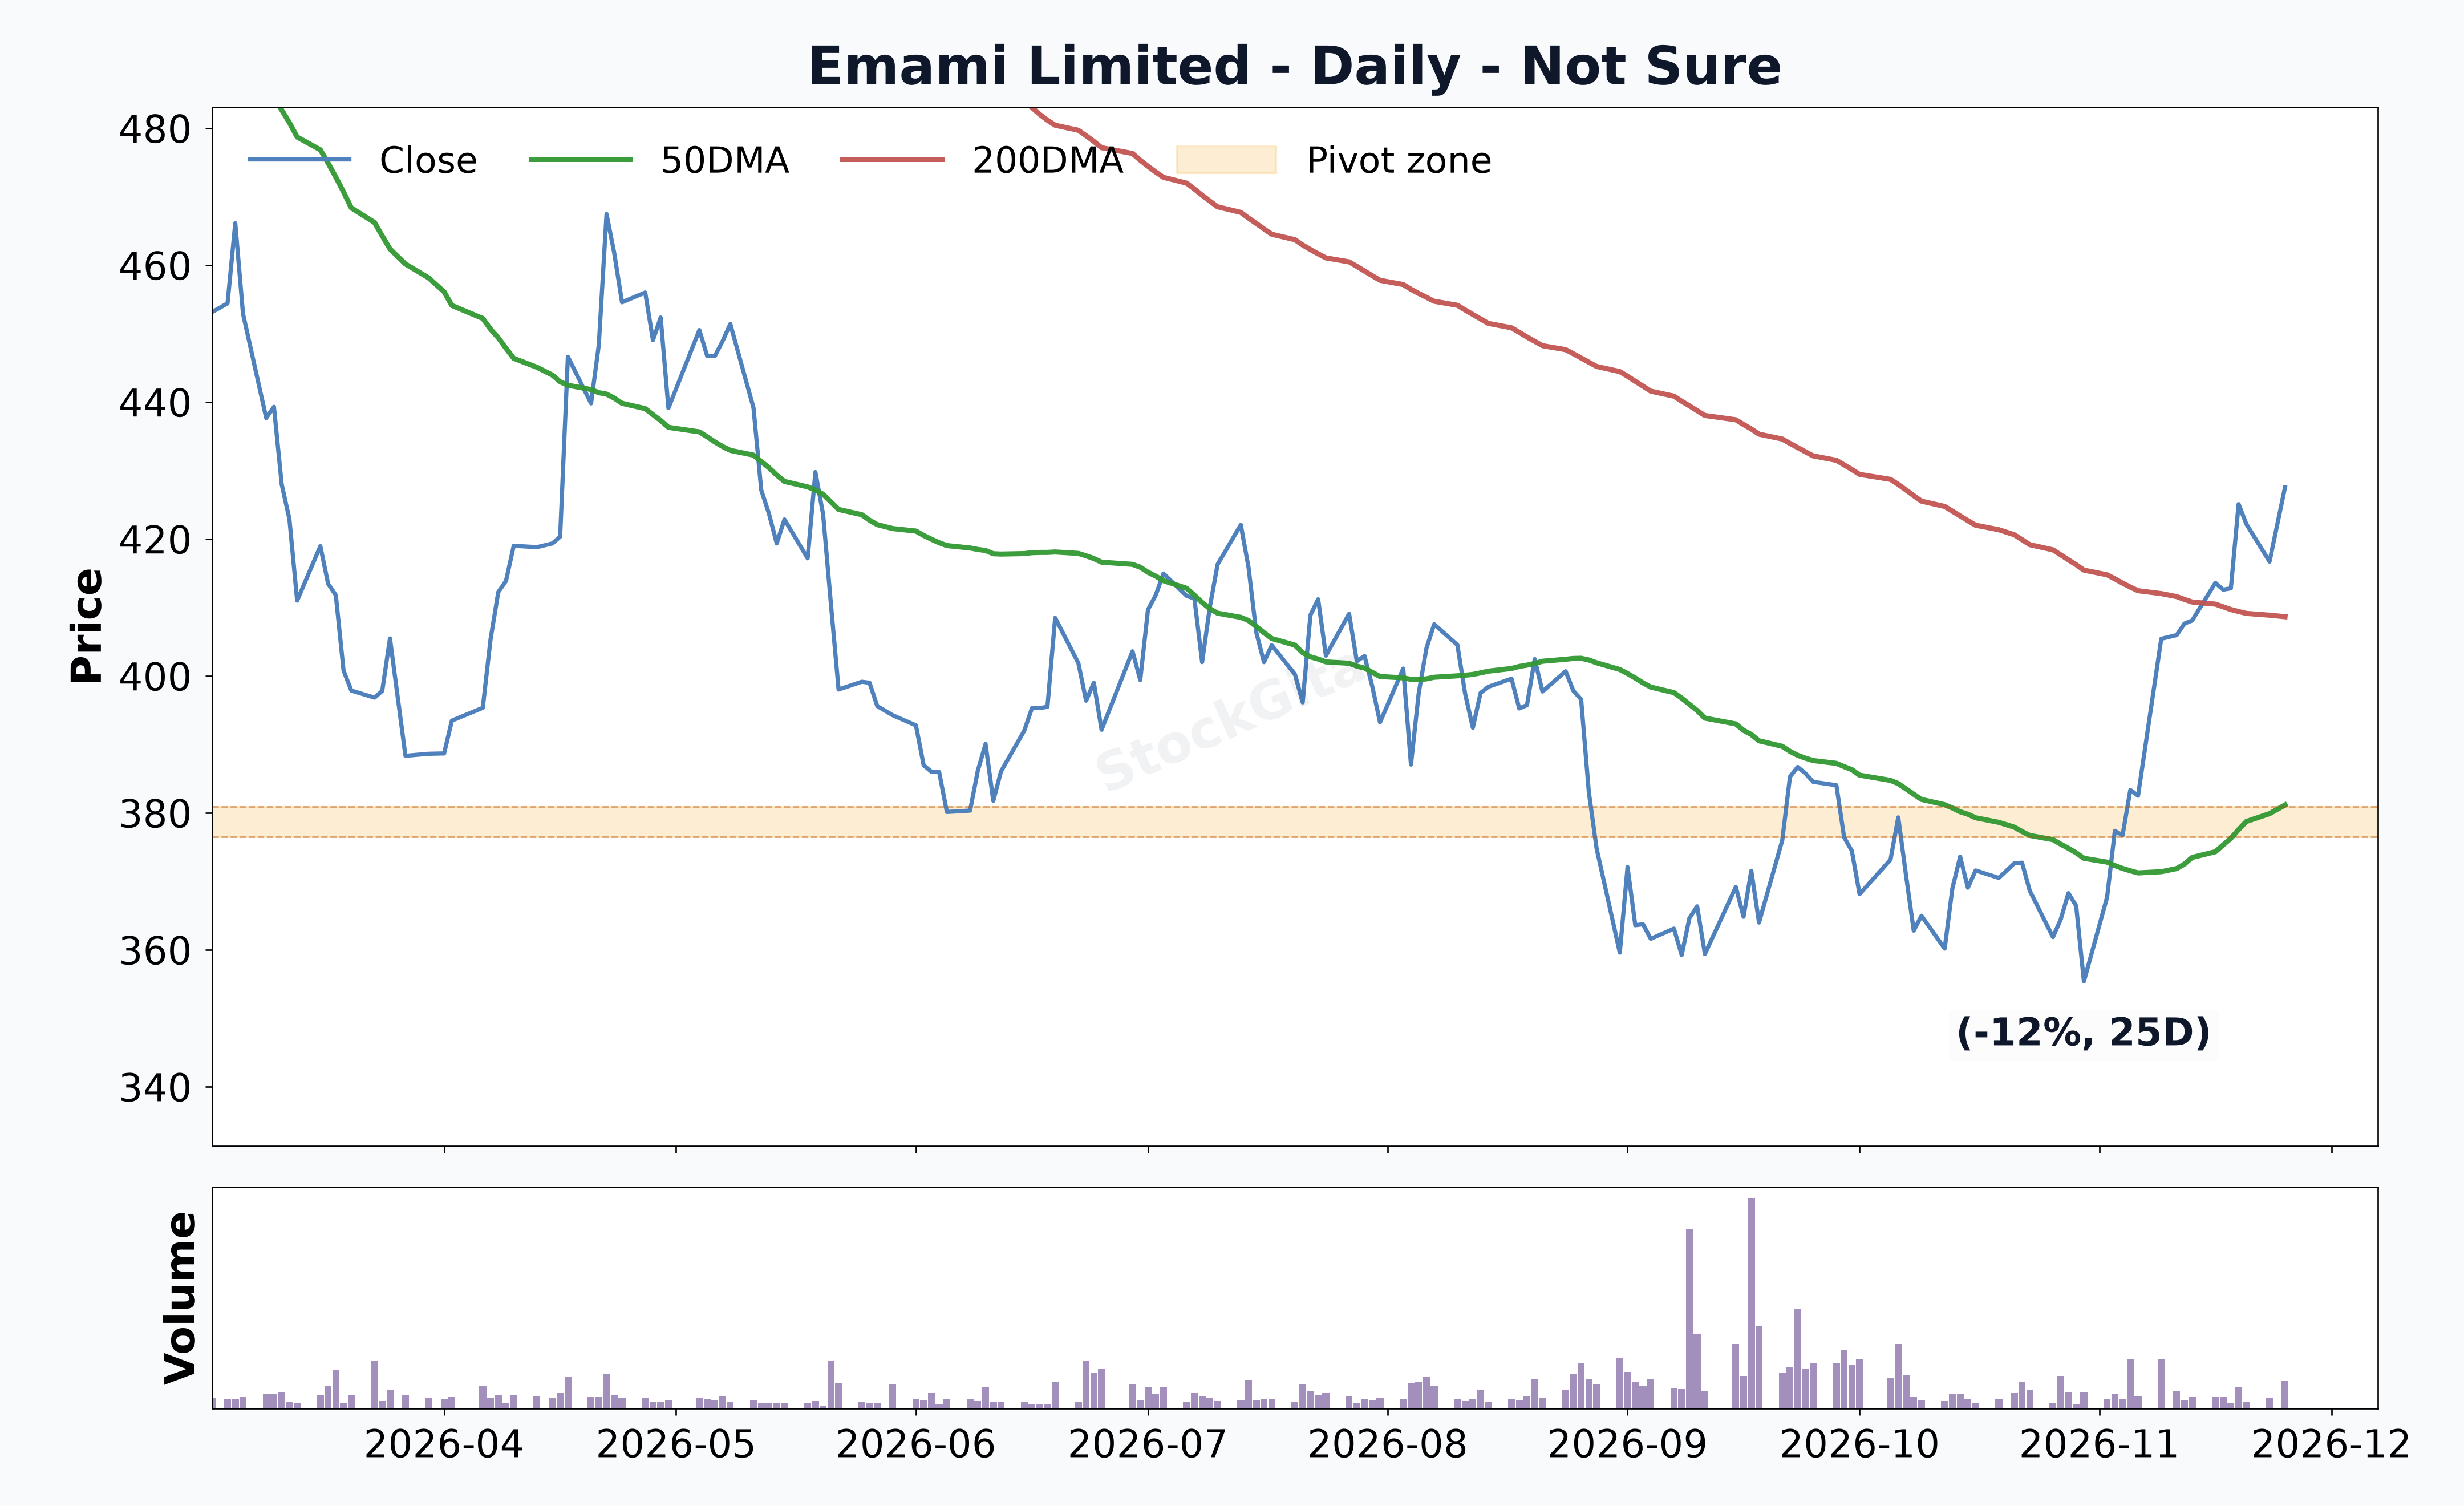 Emami Limited - Daily - Not Sure
Close 50DMA 200DMA Pivot zone
Price
480
460
440
420
400
380
360
340
(-12%, 25D)
Volume
2026-04 2026-05 2026-06 2026-07 2026-08 2026-09 2026-10 2026-11 2026-12